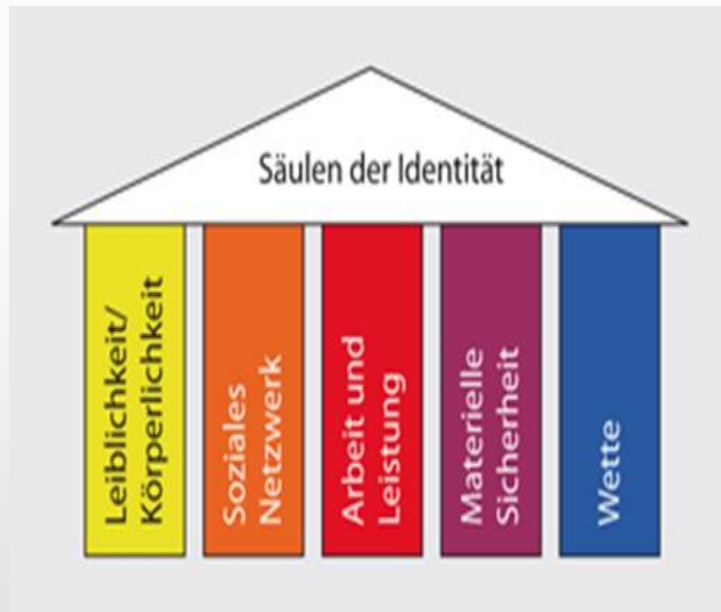 Säulen der Identität
Leiblichkeit/
Körperlichkeit
Soziales
Netzwerk
Arbeit und
Leistung
Materielle
Sicherheit
Wette